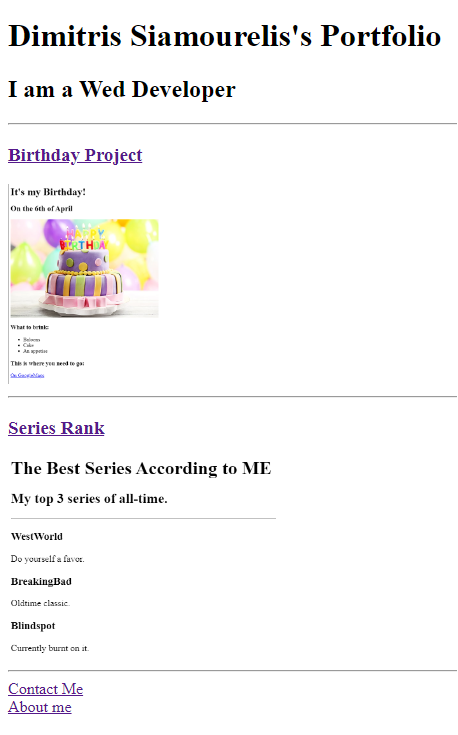 Dimitris Siamourelis's Portfolio
I am a Wed Developer
Birthday Project
It's my Birthday!
On the 6th of April
HAPPY
BIRTHDAY
What to brink:
Baloons
Cake
An appetite
This is where you need to go:
On GoogleMaps
Series Rank
The Best Series According to ME
My top 3 series of all-time.
WestWorld
Do yourself a favor.
BreakingBad
Oldtime classic.
Blindspot
Currently burnt on it.
Contact Me
About me